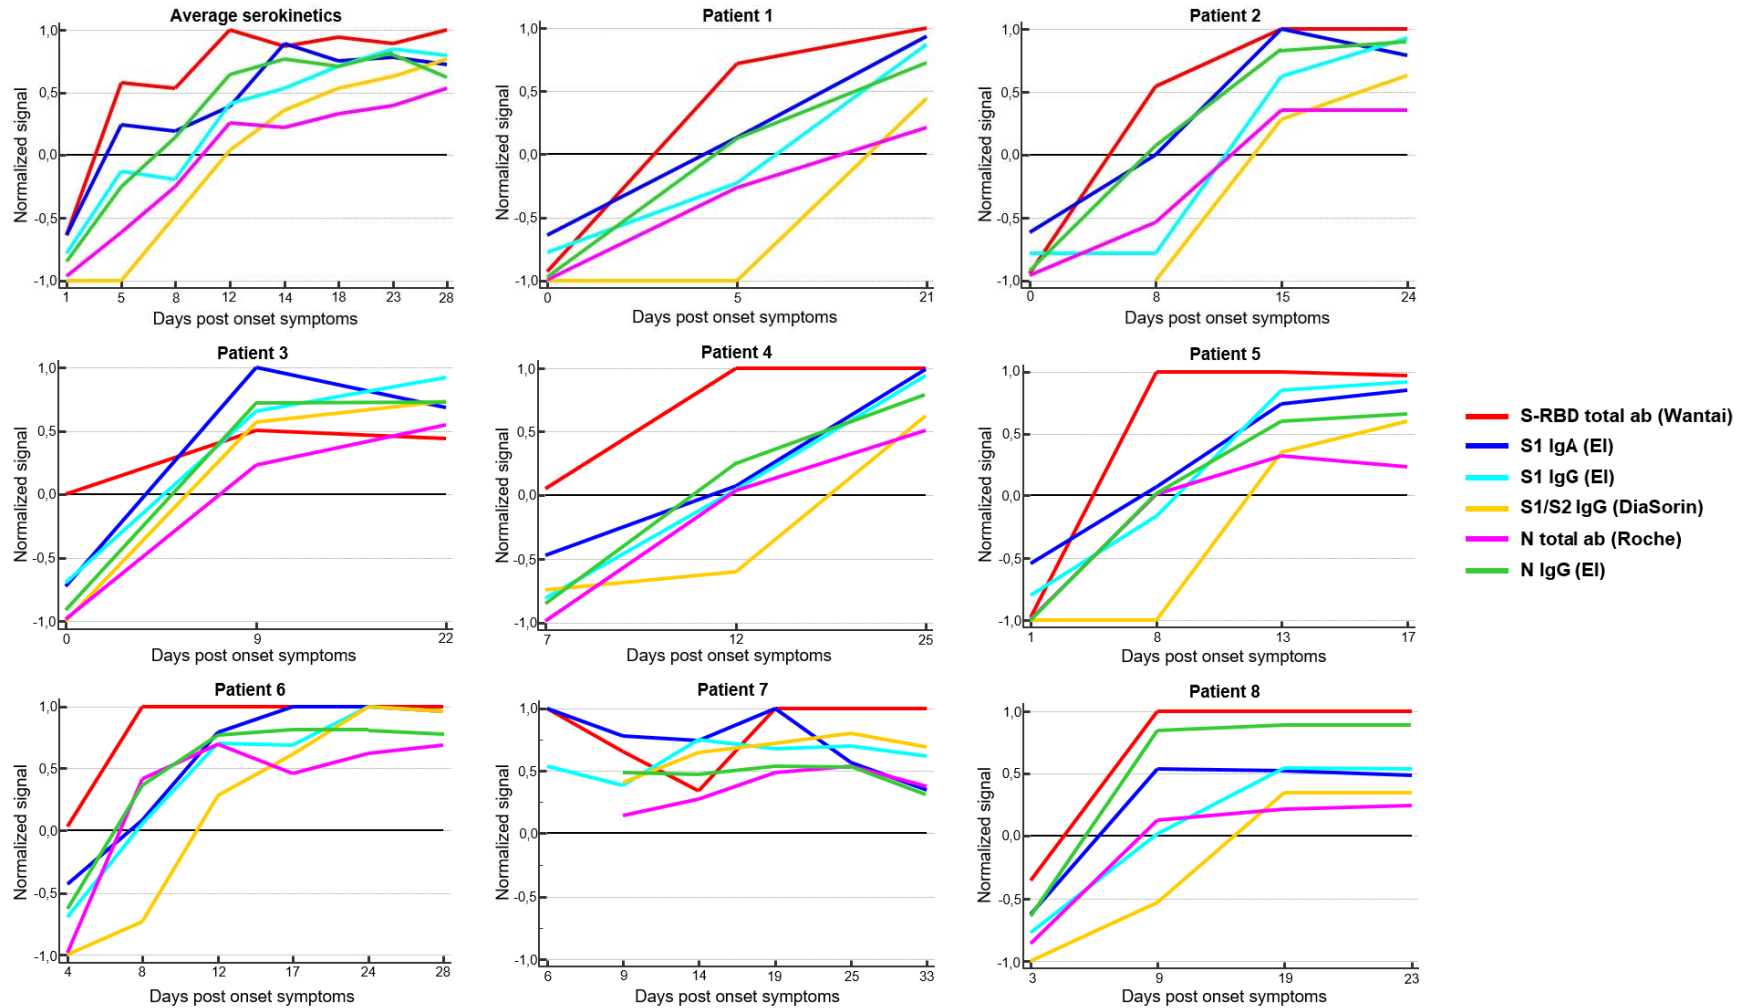 Average serokinetics
1,0
0,5
0,0
-0,5
-1,0
Normalized signal
1 5 8 12 14 18 23 28
Days post onset symptoms
Patient 1
1,0
0,5
0,0
-0,5
-1,0
Normalized signal
0 5 21
Days post onset symptoms
Patient 2
1,0
0,5
0,0
-0,5
-1,0
Normalized signal
0 8 15 24
Days post onset symptoms
Patient 3
1,0
0,5
0,0
-0,5
-1,0
Normalized signal
0 9 22
Days post onset symptoms
Patient 4
1,0
0,5
0,0
-0,5
-1,0
Normalized signal
7 12 25
Days post onset symptoms
Patient 5
1,0
0,5
0,0
-0,5
-1,0
Normalized signal
1 8 13 17
Days post onset symptoms
S-RBD total ab (Wantai)
S1 IgA (EI)
S1 IgG (EI)
S1/S2 IgG (DiaSorin)
N total ab (Roche)
N IgG (EI)
Patient 6
1,0
0,5
0,0
-0,5
-1,0
Normalized signal
4 8 12 17 24 28
Days post onset symptoms
Patient 7
1,0
0,5
0,0
-0,5
-1,0
Normalized signal
6 9 14 19 25 33
Days post onset symptoms
Patient 8
1,0
0,5
0,0
-0,5
-1,0
Normalized signal
3 9 19 23
Days post onset symptoms